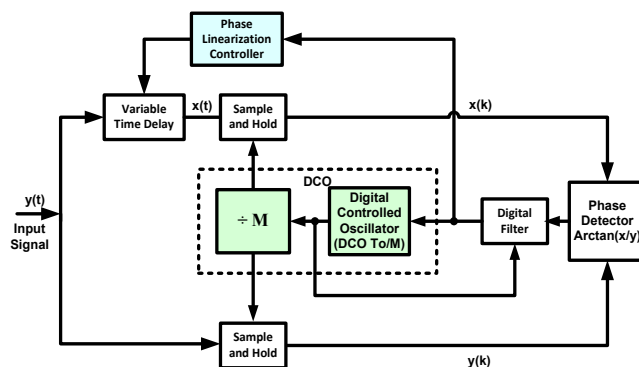 Phase
Linearization
Controller
Variable
Time Delay
x(t)
Sample
and Hold
x(k)
DCO
y(t)
Input
Signal
÷ M
Digital
Controlled
Oscillator
(DCO To/M)
Digital
Filter
Phase
Detector
Arctan(x/y)
Sample
and Hold
y(k)